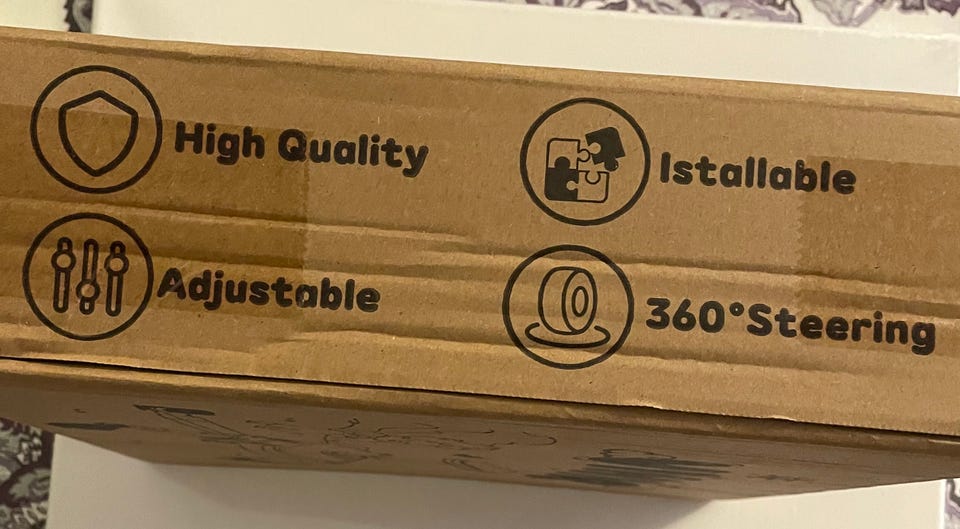 High Quality
Istallable
Adjustable
360°Steering